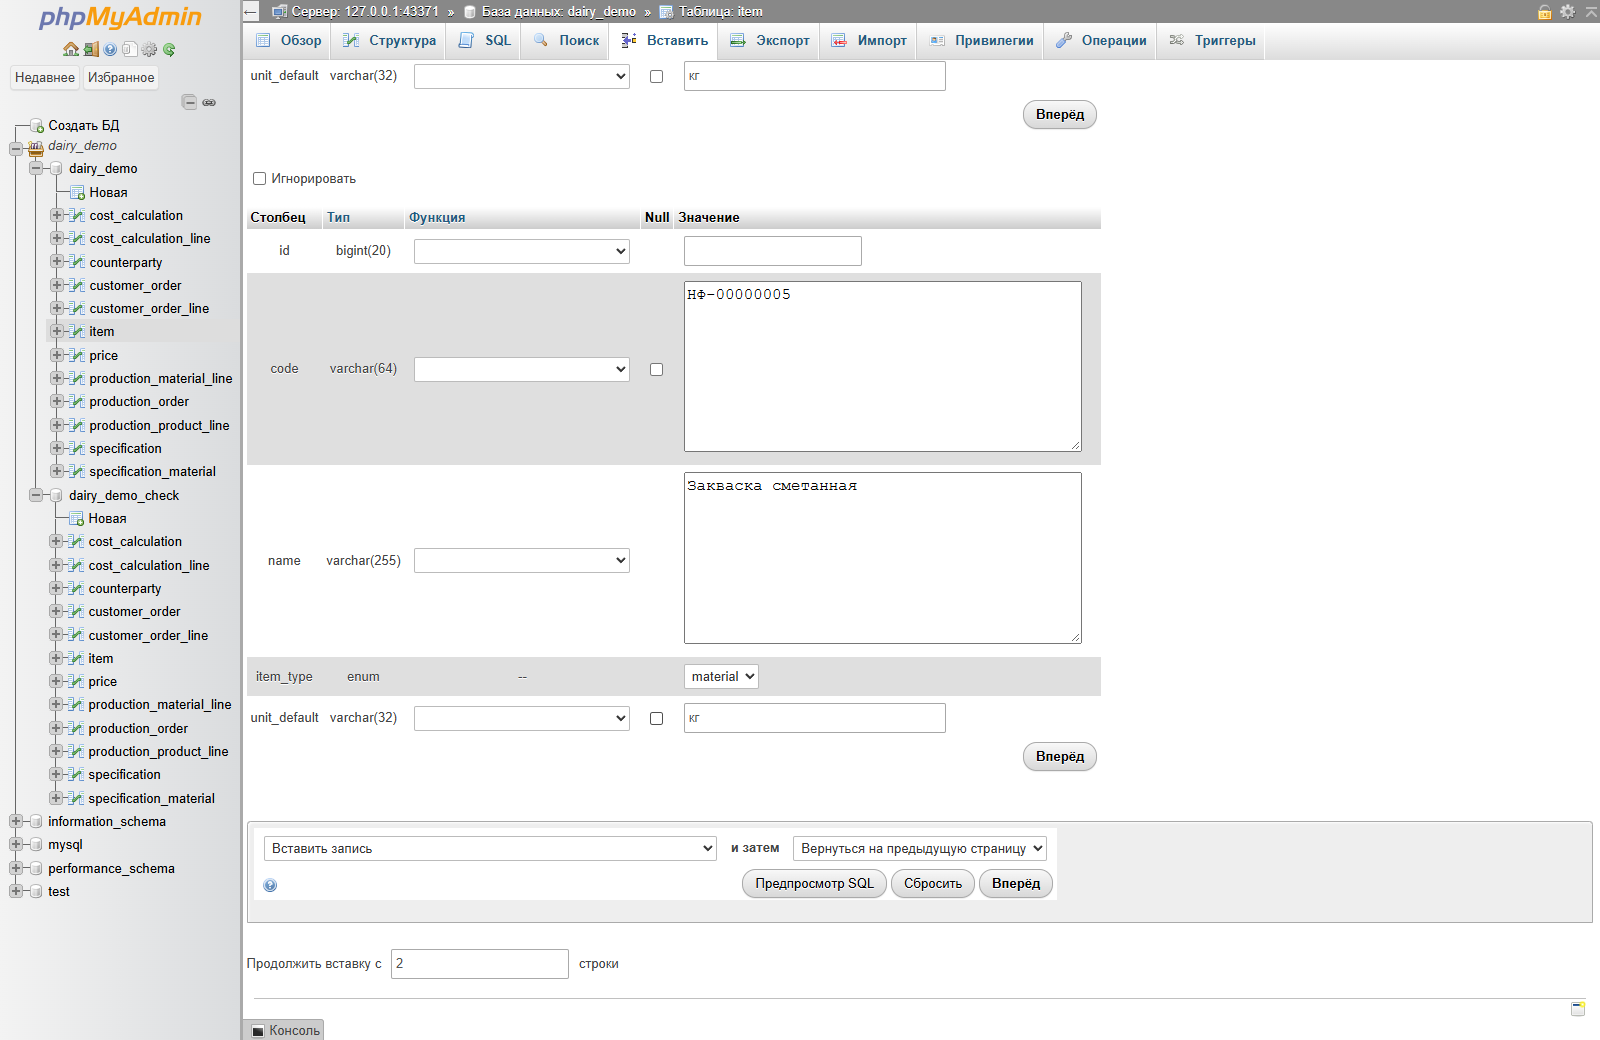 phpMyAdmin
Недавнее Избранное
Создать БД
dairy_demo
dairy_demo
Новая
cost_calculation
cost_calculation_line
counterparty
customer_order
customer_order_line
item
price
production_material_line
production_order
production_product_line
specification
specification_material
dairy_demo_check
Новая
cost_calculation
cost_calculation_line
counterparty
customer_order
customer_order_line
item
price
production_material_line
production_order
production_product_line
specification
specification_material
information_schema
mysql
performance_schema
test
Сервер: 127.0.0.1:43371 » База данных: dairy_demo » Таблица: item
Обзор Структура SQL Поиск Вставить Экспорт Импорт Привилегии Операции Триггеры
unit_default varchar(32) кг
Вперёд
Игнорировать
Столбец Тип Функция Null Значение
id bigint(20)
code varchar(64) НФ-00000005
name varchar(255) Закваска сметанная
item_type enum -- material
unit_default varchar(32) кг
Вперёд
Вставить запись и затем Вернуться на предыдущую страницу
Предпросмотр SQL Сбросить Вперёд
Продолжить вставку с 2 строки
Консоль